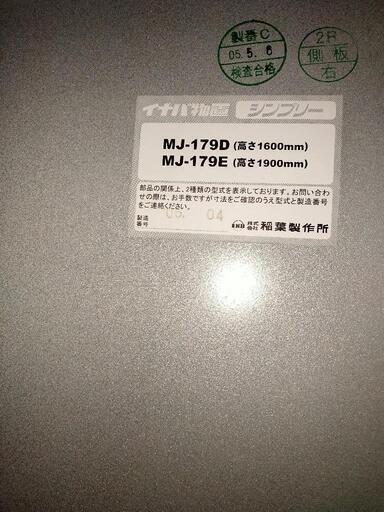 製番C
05.5.6
検査合格
2R
側板
右
イナバ物置 シンプリー
MJ-179D(高さ1600mm)
MJ-179E(高さ1900mm)
部品の関係上、2種類の型式を表示しております。お問い合わ
せの際は、お手数ですが寸法をご確認のうえ型式と製造番号
をご連絡ください。
製造
番号
05. 04
INB 株式会社 稲葉製作所